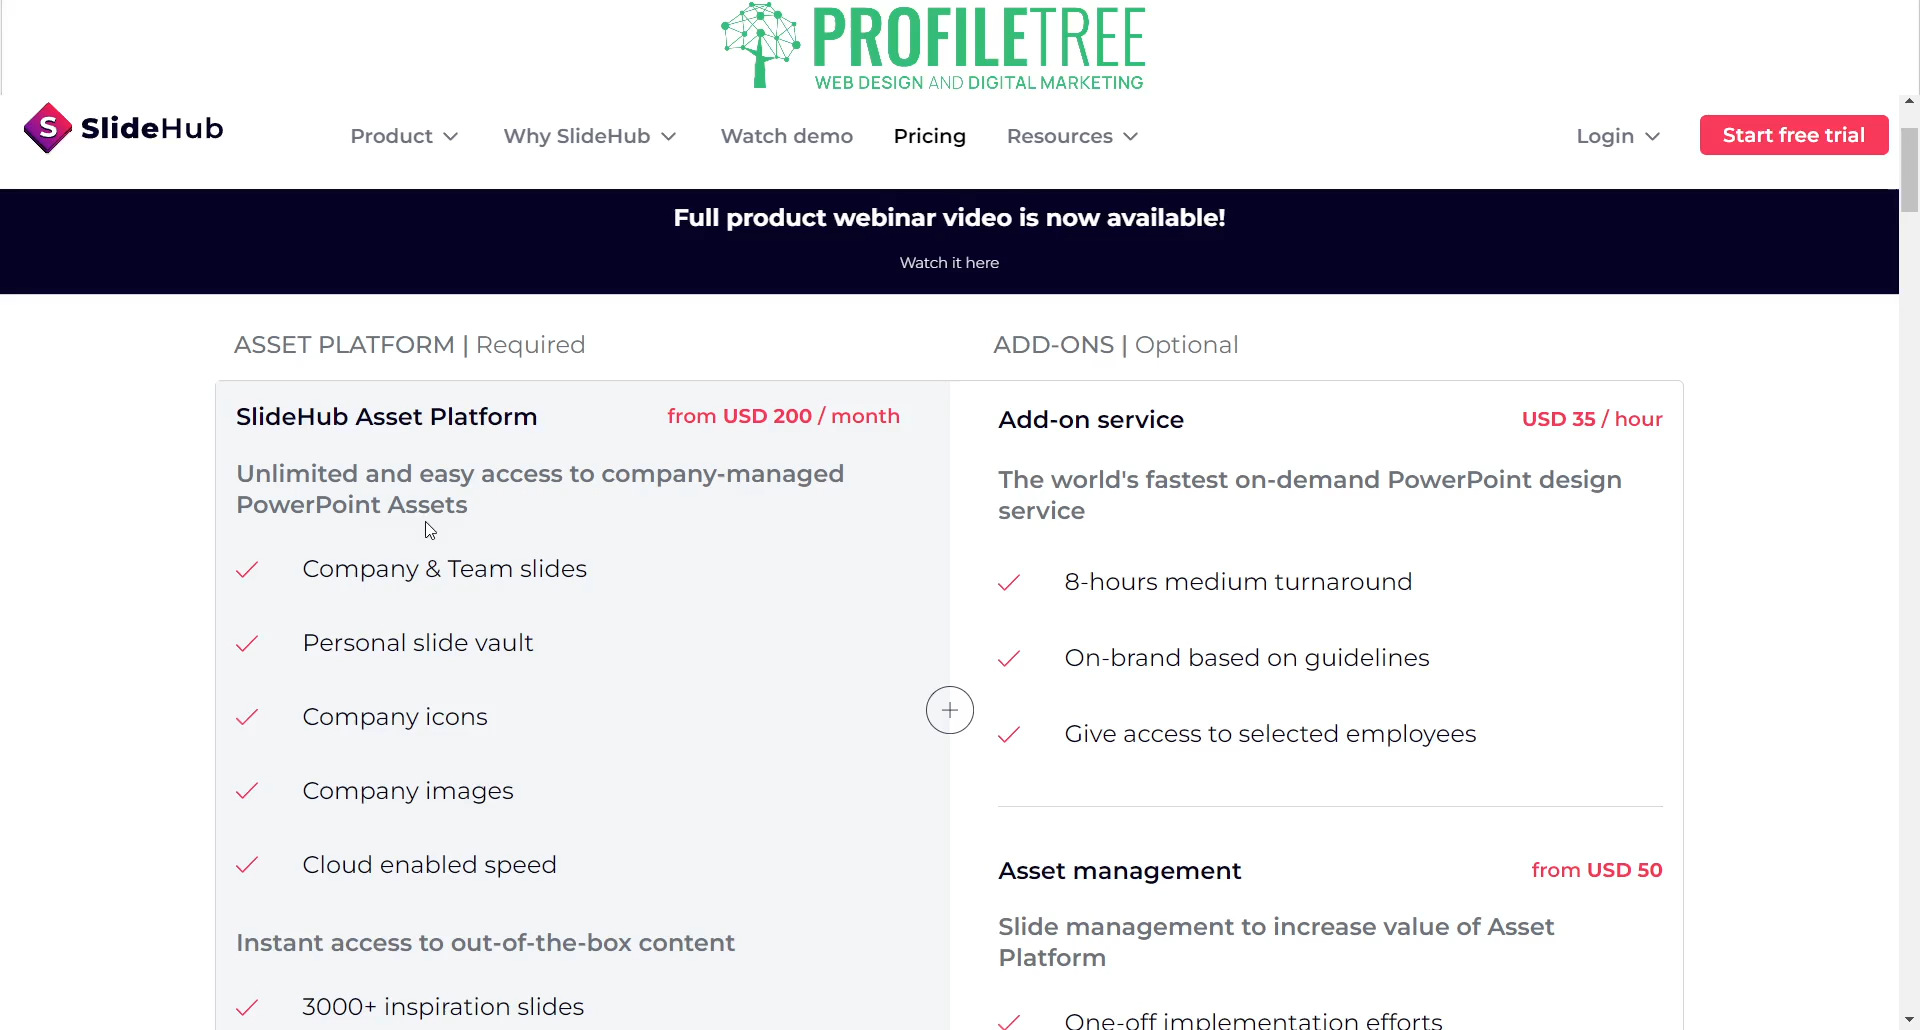 PROFILETREE
WEB DESIGN AND DIGITAL MARKETING
S SlideHub
Product
Why SlideHub
Watch demo
Pricing
Resources
Login
Start free trial
Full product webinar video is now available!
Watch it here
ASSET PLATFORM | Required
SlideHub Asset Platform
from USD 200 / month
Unlimited and easy access to company-managed
PowerPoint Assets
Company & Team slides
Personal slide vault
Company icons
Company images
Cloud enabled speed
Instant access to out-of-the-box content
3000+ inspiration slides
ADD-ONS | Optional
Add-on service
USD 35 / hour
The world's fastest on-demand PowerPoint design
service
8-hours medium turnaround
On-brand based on guidelines
Give access to selected employees
Asset management
from USD 50
Slide management to increase value of Asset
Platform
One-off implementation efforts